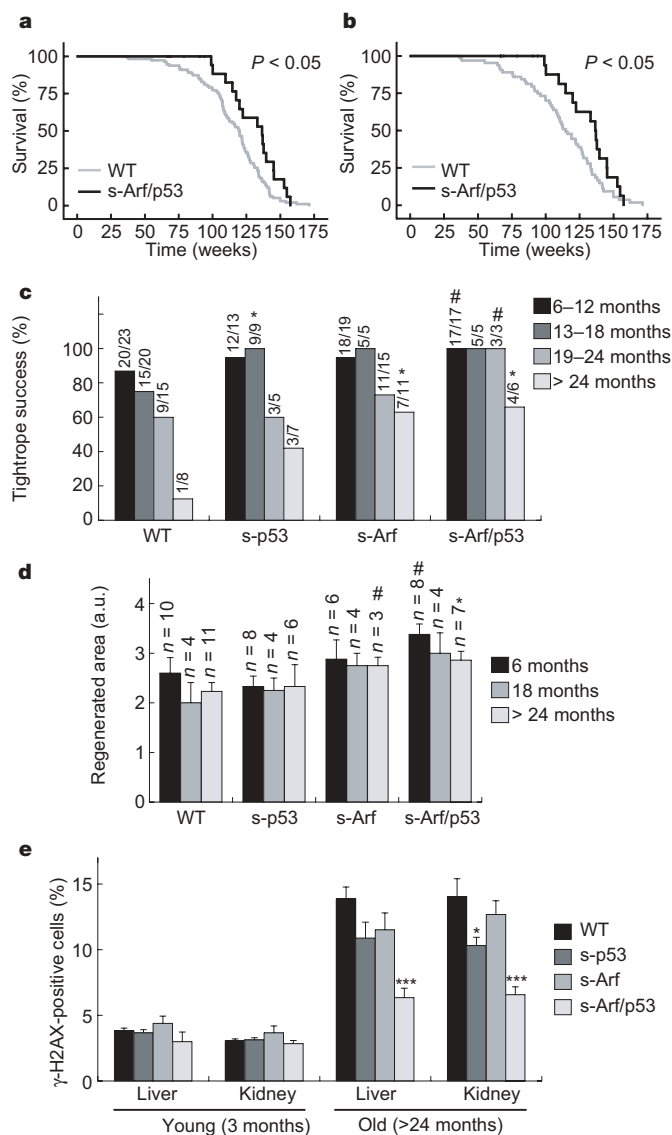 a
100
75
50
25
0
Survival (%)
P < 0.05
WT
s-Arf/p53
0 25 50 75 100 125 150 175
Time (weeks)
b
100
75
50
25
0
Survival (%)
P < 0.05
WT
s-Arf/p53
0 25 50 75 100 125 150 175
Time (weeks)
c
Tightrope success (%)
100
80
60
40
20
0
20/23
15/20
9/15
1/8
12/13
9/9 *
3/5
3/7
18/19
5/5
11/15
7/11 *
17/17 #
5/5
3/3 #
4/6 *
WT s-p53 s-Arf s-Arf/p53
6–12 months
13–18 months
19–24 months
> 24 months
d
Regenerated area (a.u.)
4
3
2
1
0
n = 10
n = 4
n = 11
n = 8
n = 4
n = 6
n = 6
n = 4
n = 3 #
n = 8 #
n = 4
n = 7*
WT s-p53 s-Arf s-Arf/p53
6 months
18 months
> 24 months
e
γ-H2AX-positive cells (%)
15
10
5
0
***
*
***
WT
s-p53
s-Arf
s-Arf/p53
Liver Kidney Liver Kidney
Young (3 months) Old (>24 months)